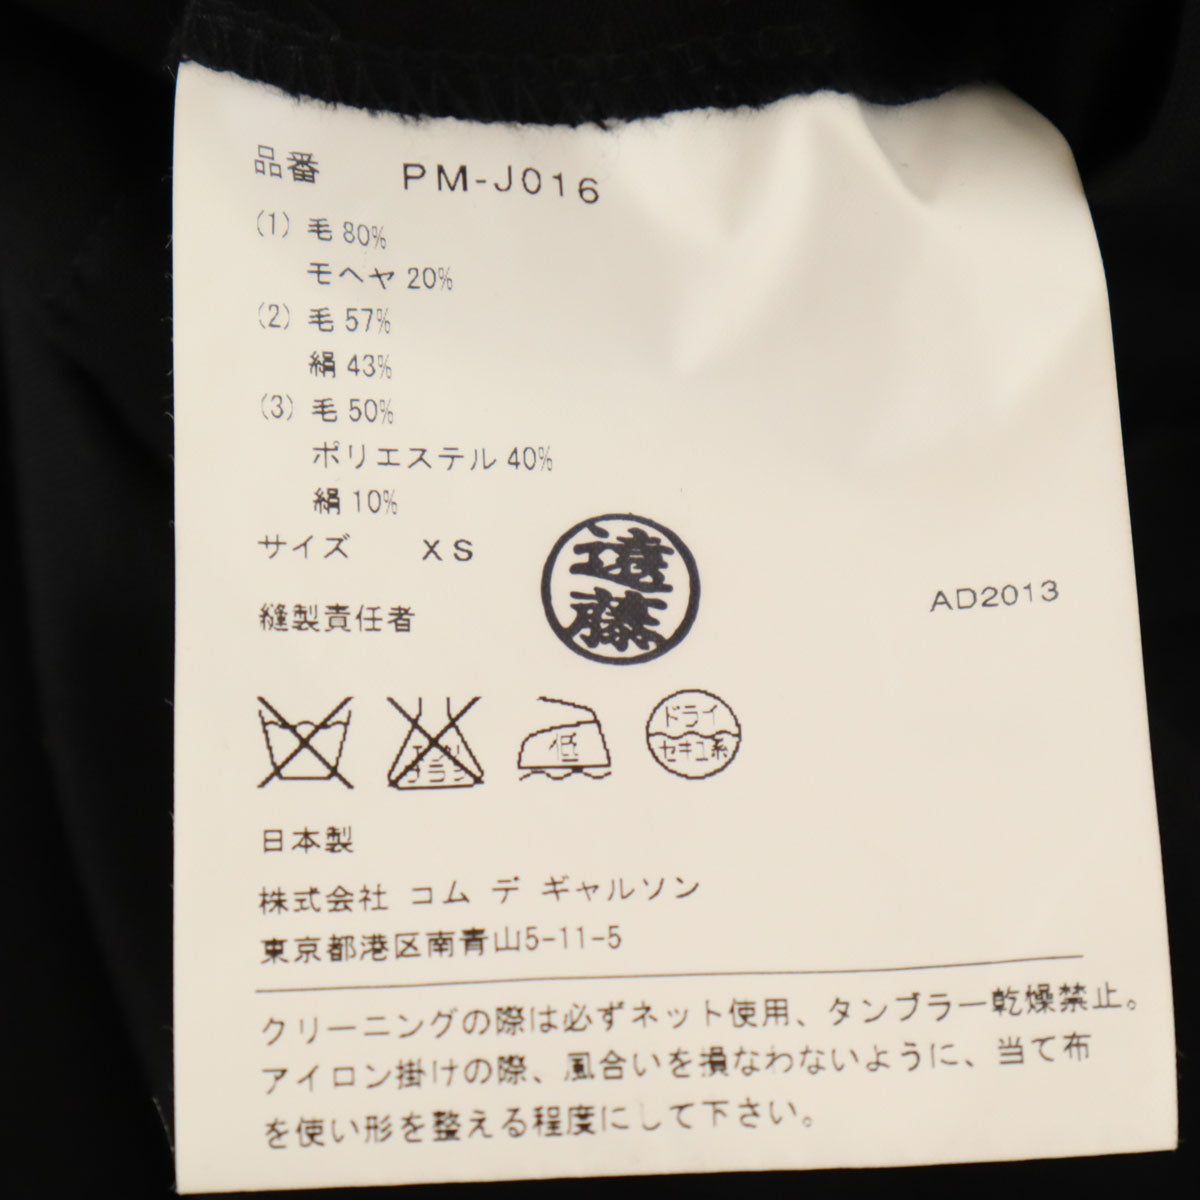 品番 PM-J016
(1) 毛 80%
モヘヤ 20%
(2) 毛 57%
絹 43%
(3) 毛 50%
ポリエステル 40%
絹 10%
サイズ XS
縫製責任者 遠藤
AD2013
エンソ サラシ 低 ドライ セキユ系
日本製
株式会社 コム デ ギャルソン
東京都港区南青山5-11-5
クリーニングの際は必ずネット使用、タンブラー乾燥禁止。
アイロン掛けの際、風合いを損なわないように、当て布
を使い形を整える程度にして下さい。